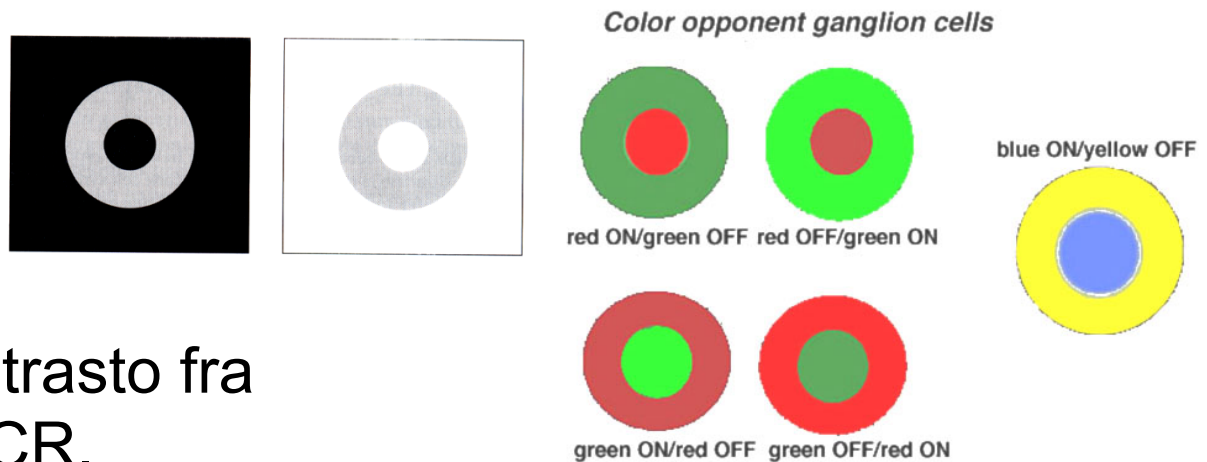 Color opponent ganglion cells
blue ON/yellow OFF
red ON/green OFF red OFF/green ON
trasto fra
CR.
green ON/red OFF green OFF/red ON